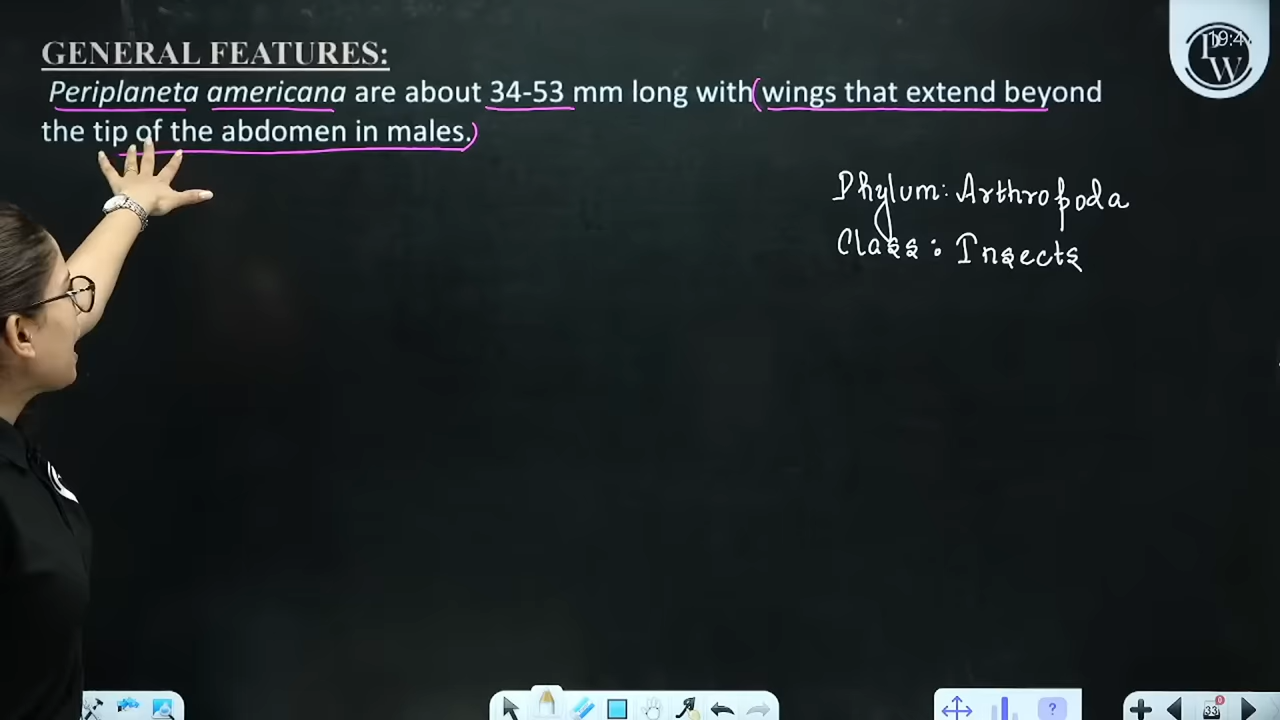 GENERAL FEATURES:
Periplaneta americana are about 34-53 mm long with (wings that extend beyond
the tip of the abdomen in males.)
Phylum: Arthropoda
Class: Insects
33